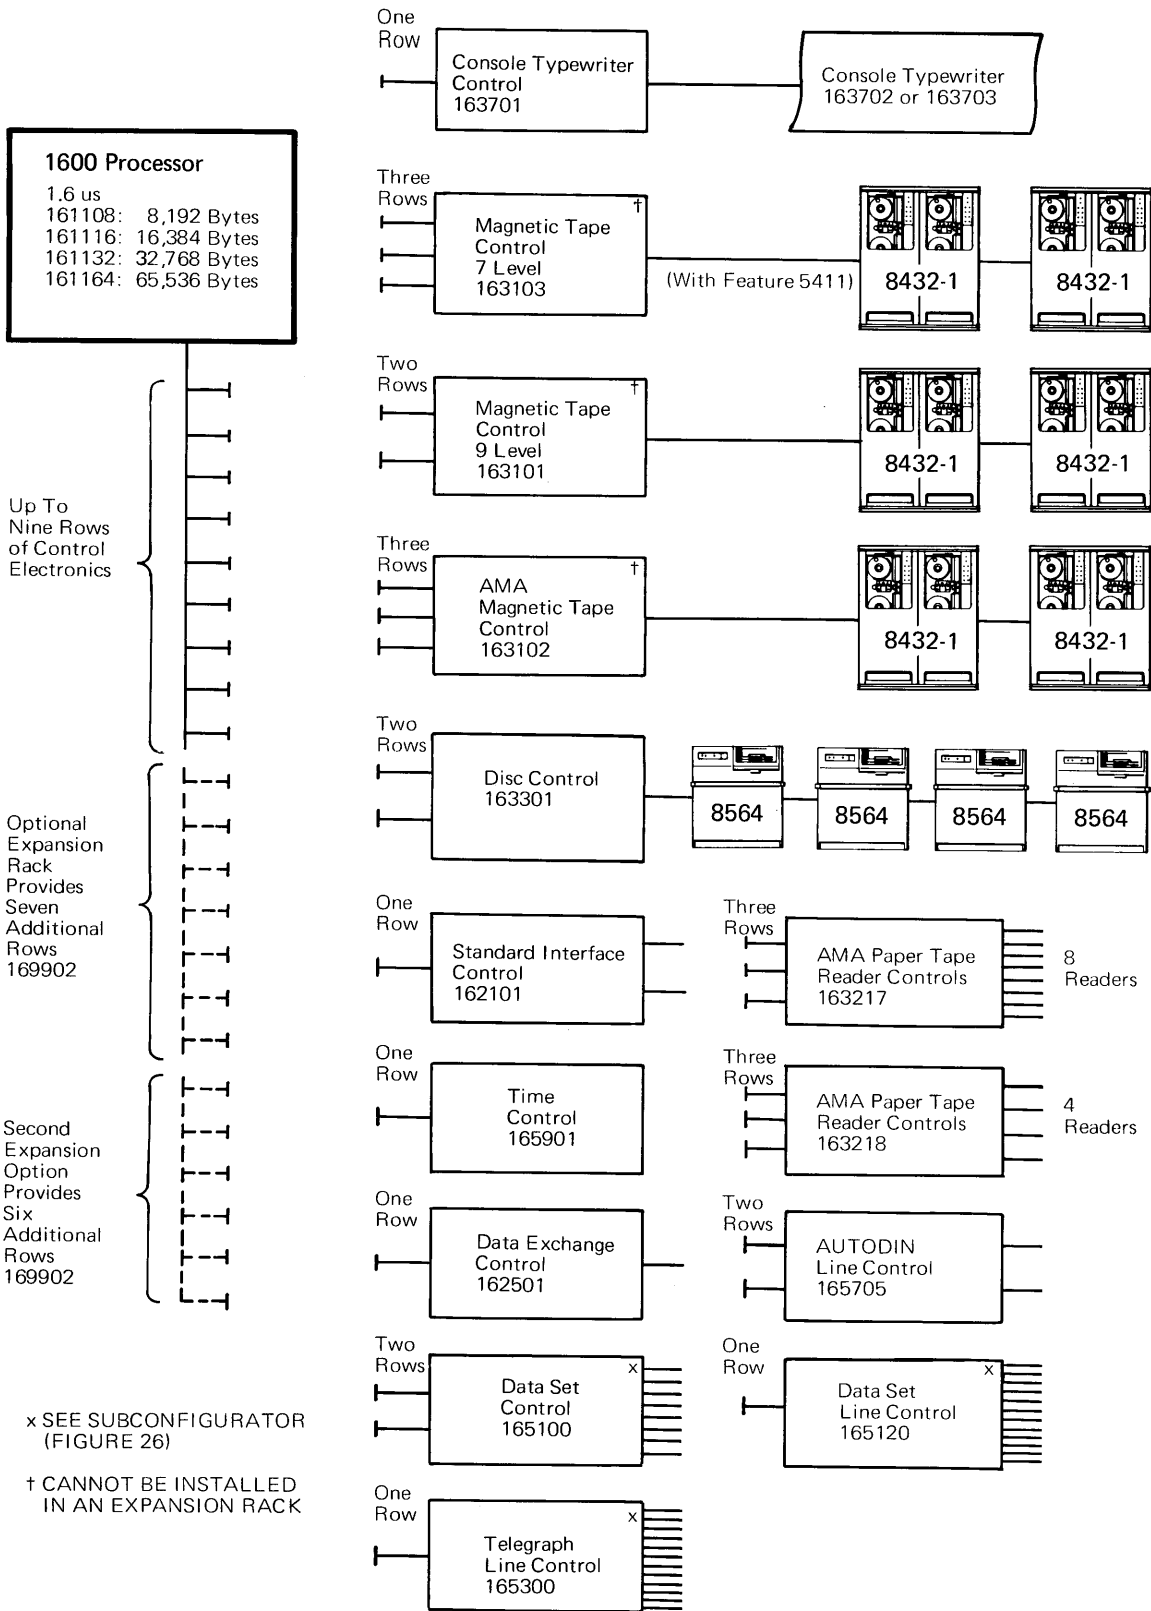 One
Row
Console Typewriter
Control
163701
Console Typewriter
163702 or 163703
1600 Processor
1.6 us
161108: 8,192 Bytes
161116: 16,384 Bytes
161132: 32,768 Bytes
161164: 65,536 Bytes
Three
Rows
†
Magnetic Tape
Control
7 Level
163103
(With Feature 5411)
8432-1
8432-1
Two
Rows
†
Magnetic Tape
Control
9 Level
163101
8432-1
8432-1
Up To
Nine Rows
of Control
Electronics
Three
Rows
†
AMA
Magnetic Tape
Control
163102
8432-1
8432-1
Two
Rows
Disc Control
163301
8564
8564
8564
8564
Optional
Expansion
Rack
Provides
Seven
Additional
Rows
169902
One
Row
Standard Interface
Control
162101
Three
Rows
AMA Paper Tape
Reader Controls
163217
8
Readers
One
Row
Time
Control
165901
Three
Rows
AMA Paper Tape
Reader Controls
163218
4
Readers
Second
Expansion
Option
Provides
Six
Additional
Rows
169902
One
Row
Data Exchange
Control
162501
Two
Rows
AUTODIN
Line Control
165705
Two
Rows
x
Data Set
Control
165100
One
Row
x
Data Set
Line Control
165120
x SEE SUBCONFIGURATOR
(FIGURE 26)
† CANNOT BE INSTALLED
IN AN EXPANSION RACK
One
Row
x
Telegraph
Line Control
165300